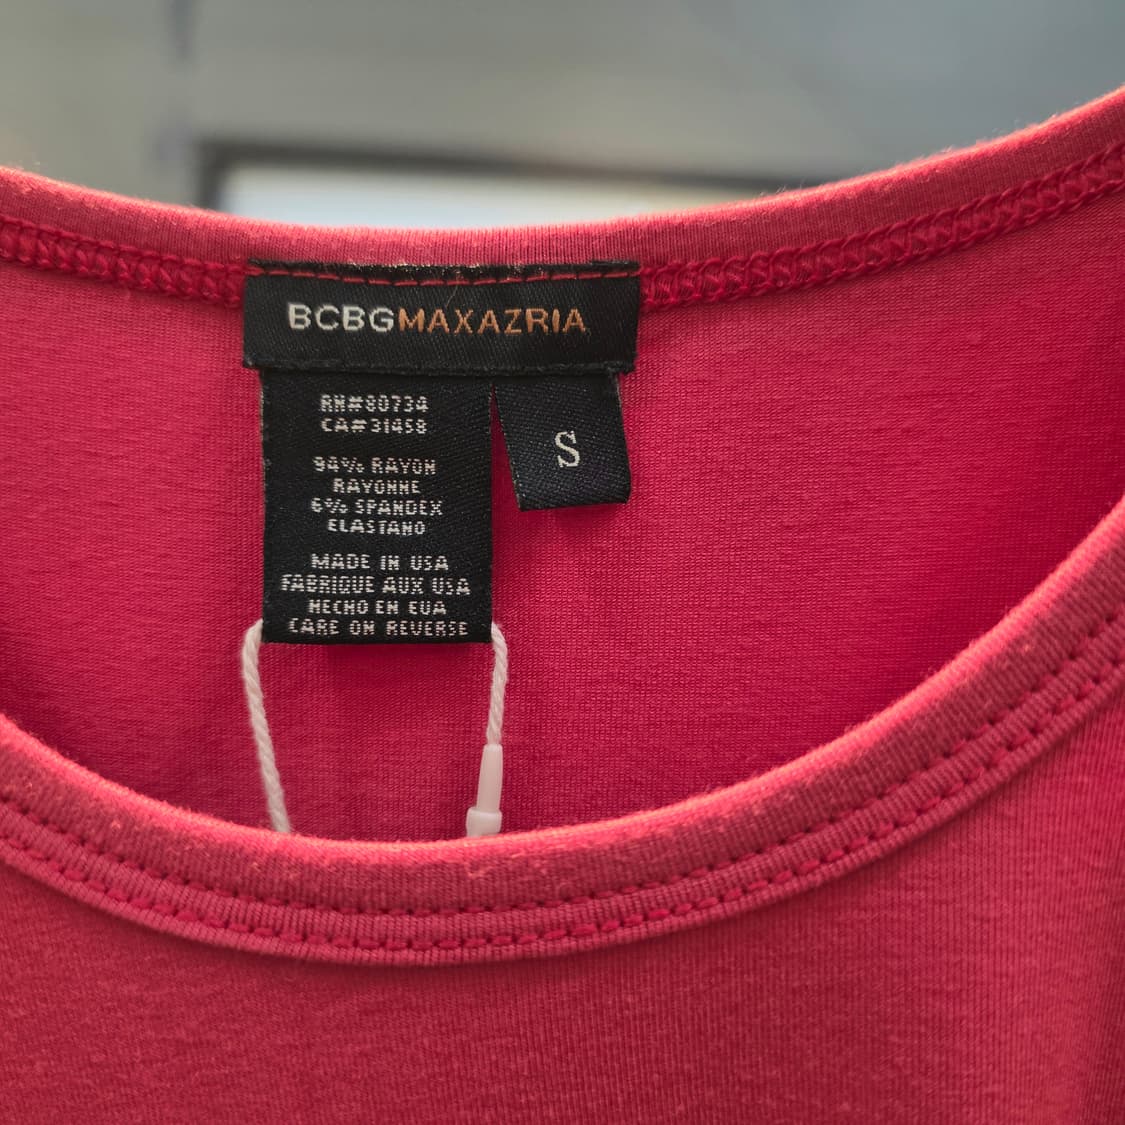 BCBGMAXAZRIA
RN#80734
CA#31458
94% RAYON
RAYONNE
6% SPANDEX
ELASTANO
MADE IN USA
FABRIQUE AUX USA
HECHO EN EUA
CARE ON REVERSE
S